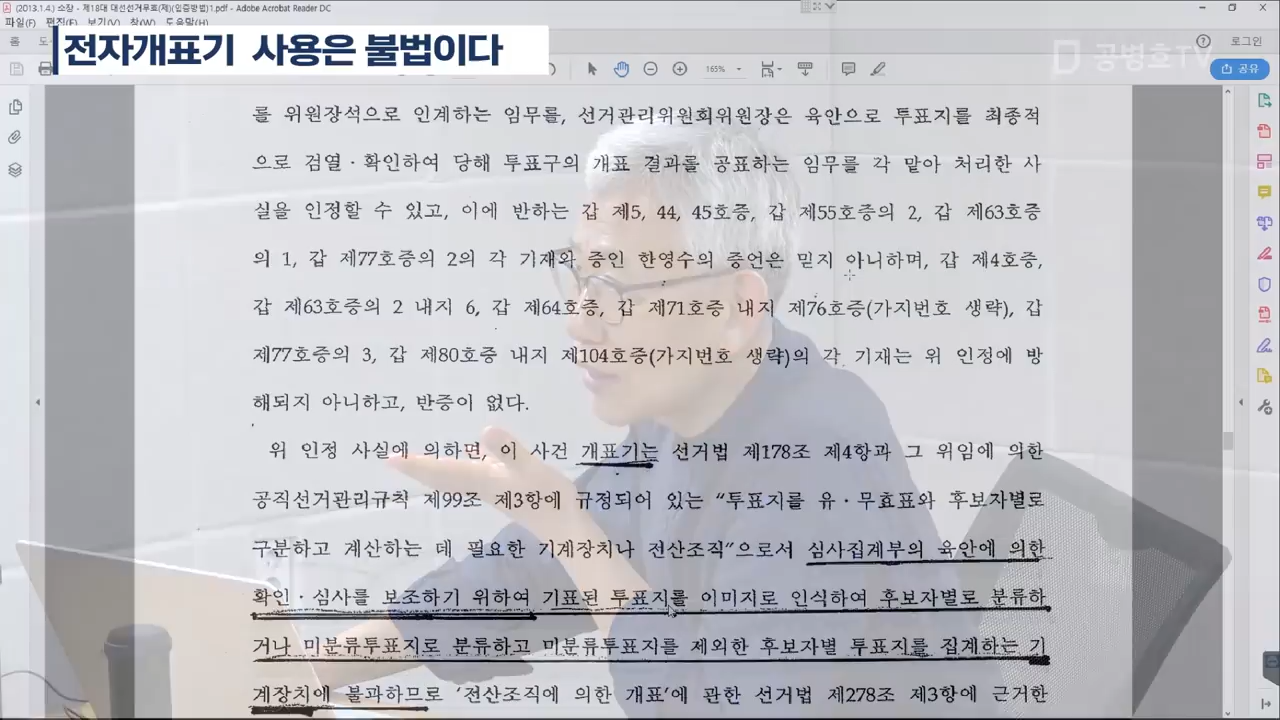 (2013.1.4.) 소장 - 제18대 대선선거무효(제)(입증방법)1.pdf - Adobe Acrobat Reader DC
파일(F) 편집(E) 보기(V) 창(W) 도움말(H)
전자개표기 사용은 불법이다
홈
로그인
공병호TV
165%
공유
를 위원장석으로 인계하는 임무를, 선거관리위원회위원장은 육안으로 투표지를 최종적
으로 검열·확인하여 당해 투표구의 개표 결과를 공표하는 임무를 각 맡아 처리한 사
실을 인정할 수 있고, 이에 반하는 갑 제5, 44, 45호증, 갑 제55호증의 2, 갑 제63호증
의 1, 갑 제77호증의 2의 각 기재와 증인 한영수의 증언은 믿지 아니하며, 갑 제4호증,
갑 제63호증의 2 내지 6, 갑 제64호증, 갑 제71호증 내지 제76호증(가지번호 생략), 갑
제77호증의 3, 갑 제80호증 내지 제104호증(가지번호 생략)의 각 기재는 위 인정에 방
해되지 아니하고, 반증이 없다.
위 인정 사실에 의하면, 이 사건 개표기는 선거법 제178조 제4항과 그 위임에 의한
공직선거관리규칙 제99조 제3항에 규정되어 있는 “투표지를 유·무효표와 후보자별로
구분하고 계산하는 데 필요한 기계장치나 전산조직”으로서 심사집계부의 육안에 의한
확인·심사를 보조하기 위하여 기표된 투표지를 이미지로 인식하여 후보자별로 분류하
거나 미분류투표지로 분류하고 미분류투표지를 제외한 후보자별 투표지를 집계하는 기
계장치에 불과하므로 ‘전산조직에 의한 개표’에 관한 선거법 제278조 제3항에 근거한